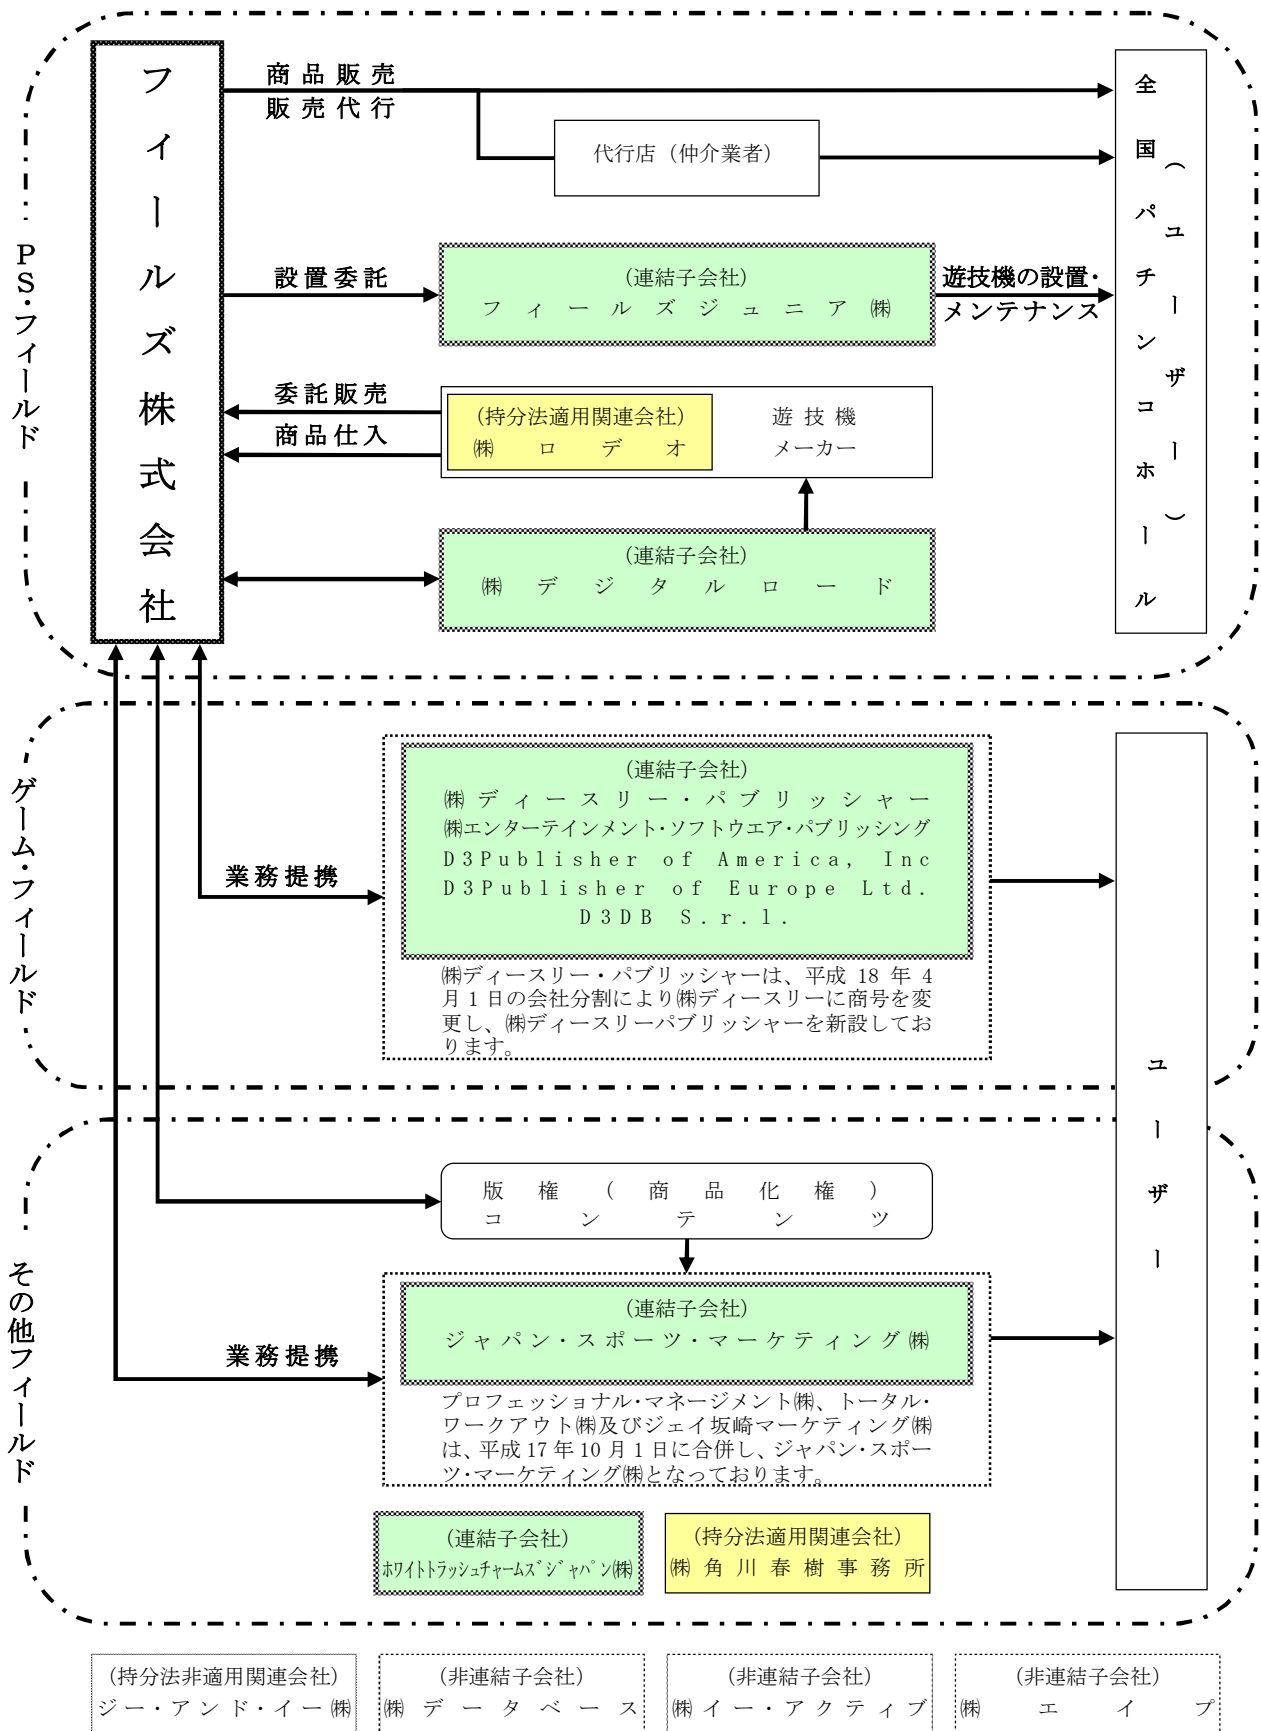 PS・フィールド
フィールズ株式会社
商品販売
販売代行
代行店（仲介業者）
全国パチンコホール
（ユーザー）
設置委託
（連結子会社）
フィールズジュニア㈱
遊技機の設置・
メンテナンス
委託販売
商品仕入
（持分法適用関連会社）
㈱ロデオ
遊技機
メーカー
（連結子会社）
㈱デジタルロード
ゲーム・フィールド
業務提携
（連結子会社）
㈱ディースリー・パブリッシャー
㈱エンターテインメント・ソフトウエア・パブリッシング
D3Publisher of America, Inc
D3Publisher of Europe Ltd.
D3DB S.r.l.
㈱ディースリー・パブリッシャーは、平成 18 年 4
月 1 日の会社分割により㈱ディースリーに商号を変
更し、㈱ディースリーパブリッシャーを新設してお
ります。
ユーザー
その他フィールド
版権（商品化権）
コンテンツ
業務提携
（連結子会社）
ジャパン・スポーツ・マーケティング㈱
プロフェッショナル・マネージメント㈱、トータル・
ワークアウト㈱及びジェイ坂崎マーケティング㈱
は、平成 17 年 10 月 1 日に合併し、ジャパン・スポー
ツ・マーケティング㈱となっております。
（連結子会社）
ﾎﾜｲﾄﾄﾗｯｼｭﾁｬｰﾑｽﾞｼﾞｬﾊﾟﾝ㈱
（持分法適用関連会社）
㈱角川春樹事務所
（持分法非適用関連会社）
ジー・アンド・イー㈱
（非連結子会社）
㈱データベース
（非連結子会社）
㈱イー・アクティブ
（非連結子会社）
㈱エイプ